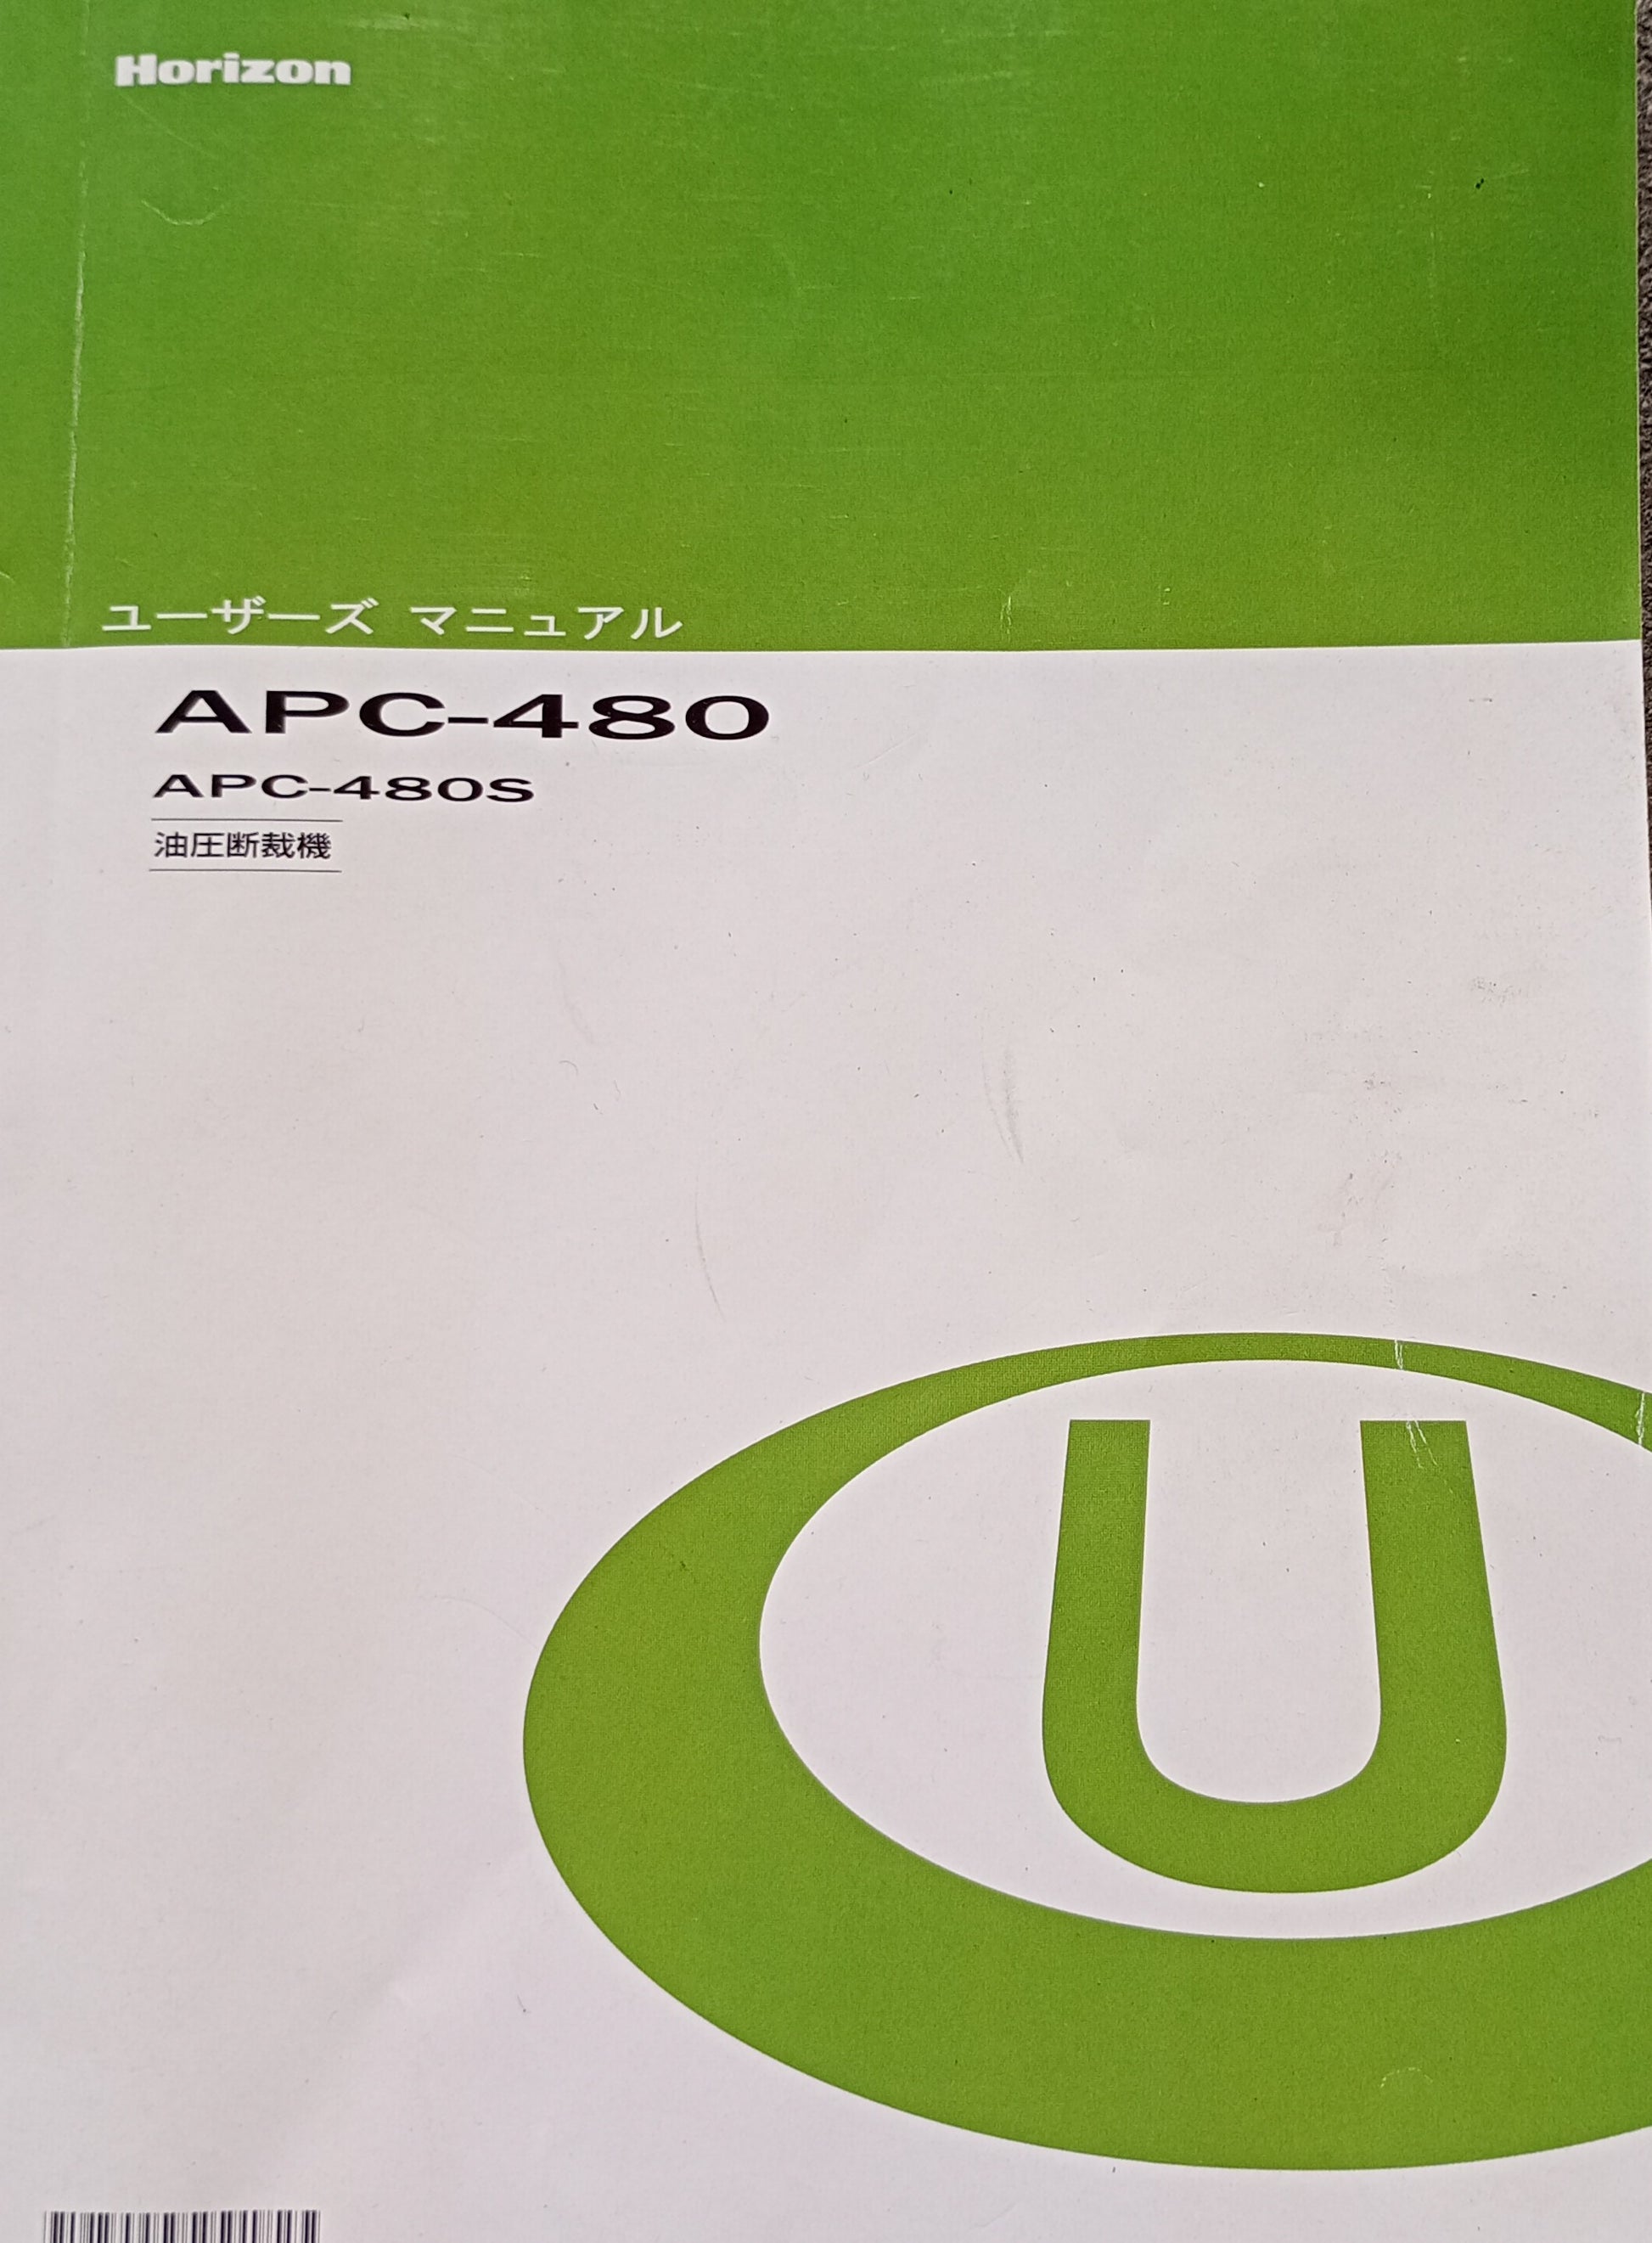 Horizon
ユーザーズ マニュアル
APC-480
APC-480S
油圧断裁機
U